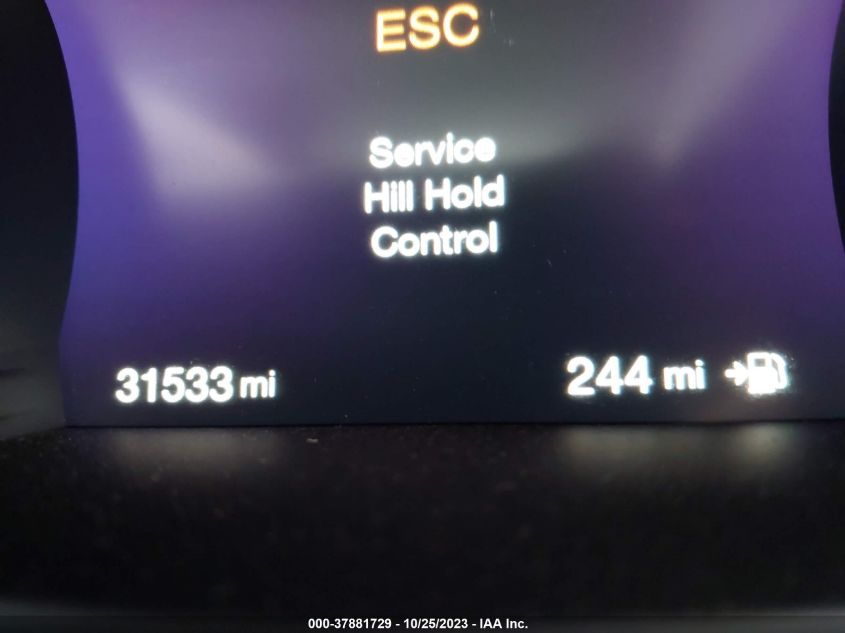 ESC
Service
Hill Hold
Control
31533 mi
244 mi
000-37881729 - 10/25/2023 - IAA Inc.